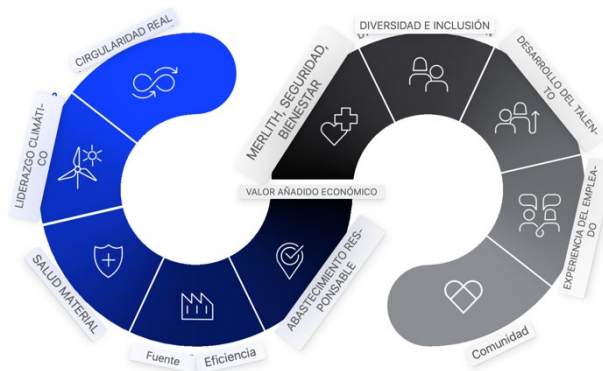 CIRGULARIDAD REAL
LIDERAZGO CLIMÁTI-
CO
SALUD MATERIAL
Fuente
Eficiencia
ABASTECIMIENTO RES-
PONSABLE
VALOR AÑADIDO ECONÓMICO
MERLITH, SEGURIDAD,
BIENESTAR
DIVERSIDAD E INCLUSIÓN
DESARROLLO DEL TALEN-
TO
EXPERIENCIA DEL EMPLEA-
DO
Comunidad